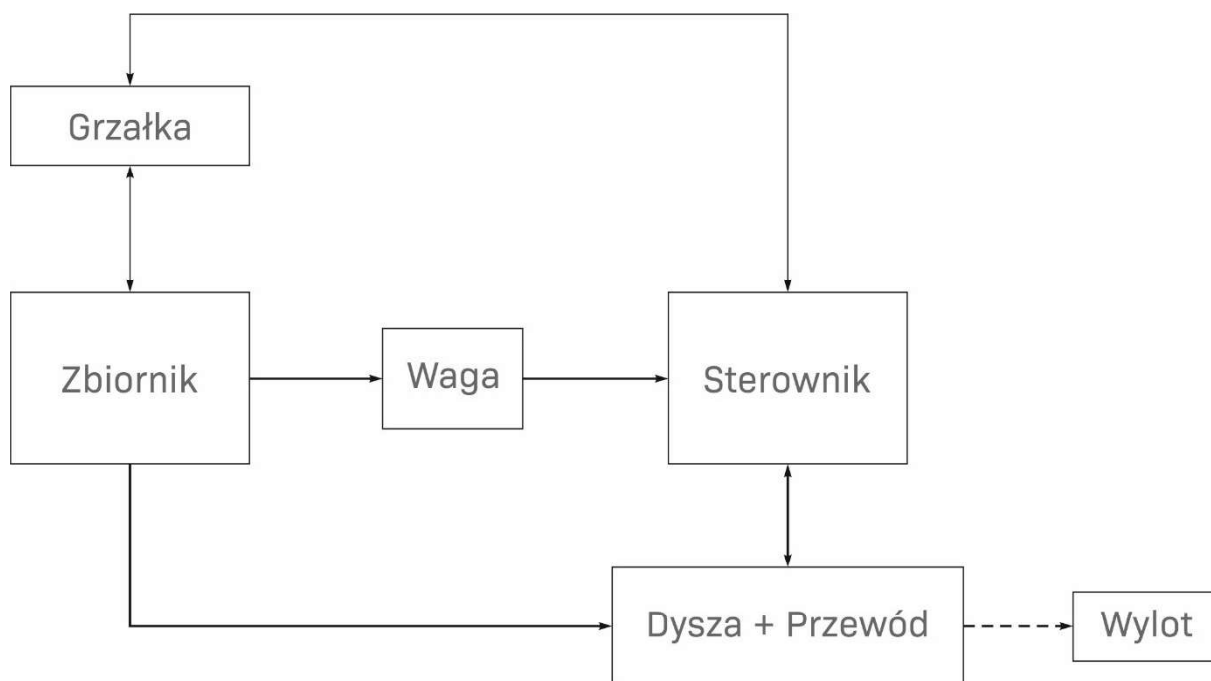 Grzałka
Zbiornik
Waga
Sterownik
Dysza + Przewód
Wylot